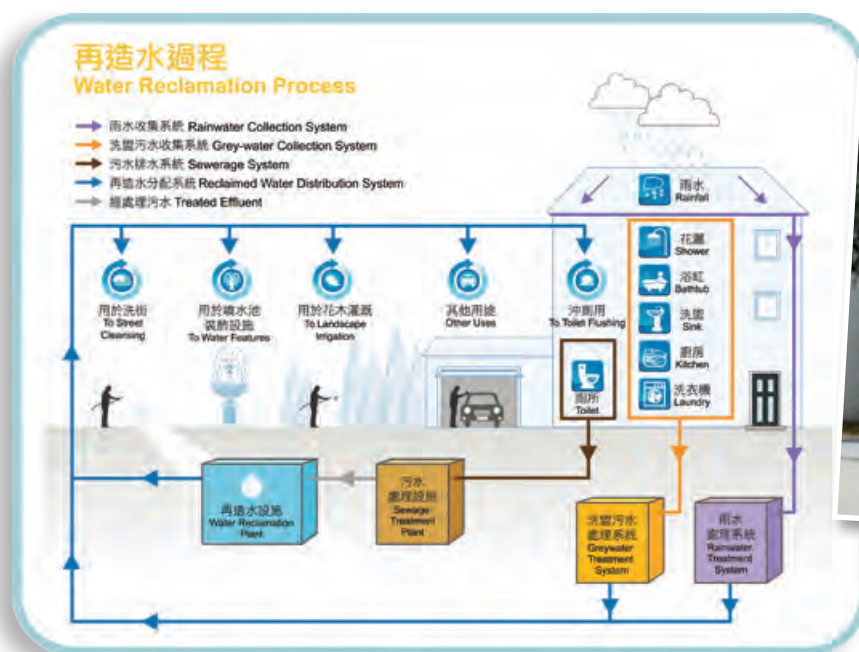 再造水過程
Water Reclamation Process
雨水收集系統 Rainwater Collection System
洗盥污水收集系統 Grey-water Collection System
污水排水系統 Sewerage System
再造水分配系統 Reclaimed Water Distribution System
經處理污水 Treated Effluent
雨水
Rainfall
花灑
Shower
浴缸
Bathtub
洗盥
Sink
廚房
Kitchen
洗衣機
Laundry
用於洗街
To Street
Cleansing
用於噴水池
裝飾設施
To Water Features
用於花木灌溉
To Landscape
Irrigation
其他用途
Other Uses
沖廁用
To Toilet Flushing
廁所
Toilet
再造水設施
Water Reclamation
Plant
污水
處理設施
Sewage
Treatment
Plant
洗盥污水
處理系统
Greywater
Treatment
System
雨水
處理系統
Rainwater
Treatment
System